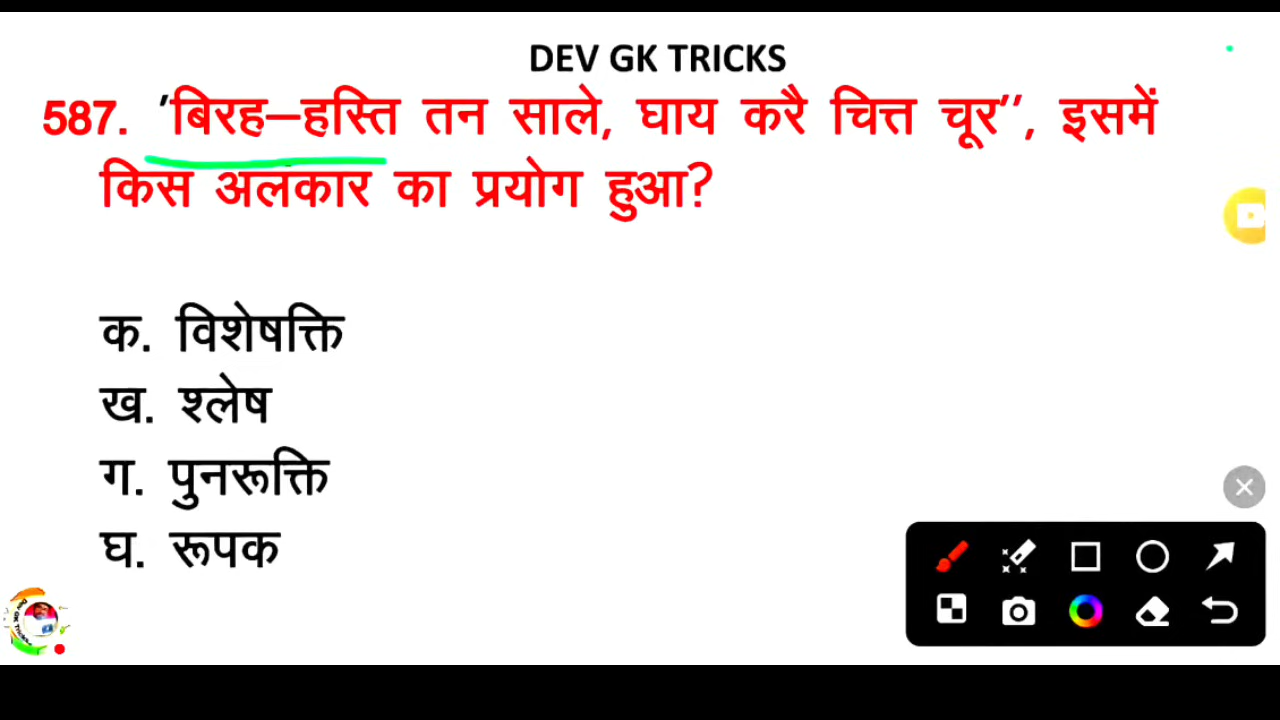 DEV GK TRICKS
587. 'बिरह–हस्ति तन साले, घाय करै चित्त चूर", इसमें
किस अलंकार का प्रयोग हुआ?
क. विशेषक्ति
ख. श्लेष
ग. पुनरूक्ति
घ. रूपक